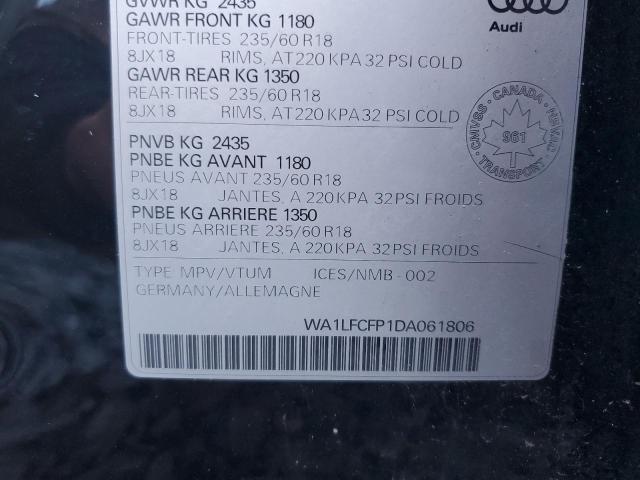 GVWR KG 2435
GAWR FRONT KG 1180
FRONT-TIRES 235/60 R18
8JX18 RIMS, AT 220 KPA 32 PSI COLD
GAWR REAR KG 1350
REAR-TIRES 235/60 R18
8JX18 RIMS, AT 220 KPA 32 PSI COLD
Audi
CMVSS - CANADA - NSVAC
961
TRANSPORT
PNVB KG 2435
PNBE KG AVANT 1180
PNEUS AVANT 235/60 R18
8JX18 JANTES, A 220 KPA 32PSI FROIDS
PNBE KG ARRIERE 1350
PNEUS ARRIERE 235/60 R18
8JX18 JANTES, A 220 KPA 32PSI FROIDS
TYPE: MPV/VTUM ICES/NMB - 002
GERMANY/ALLEMAGNE
WA1LFCFP1DA061806